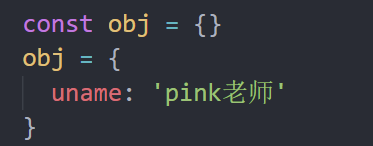 const obj = {}
obj = {
  uname: 'pink老师'
}